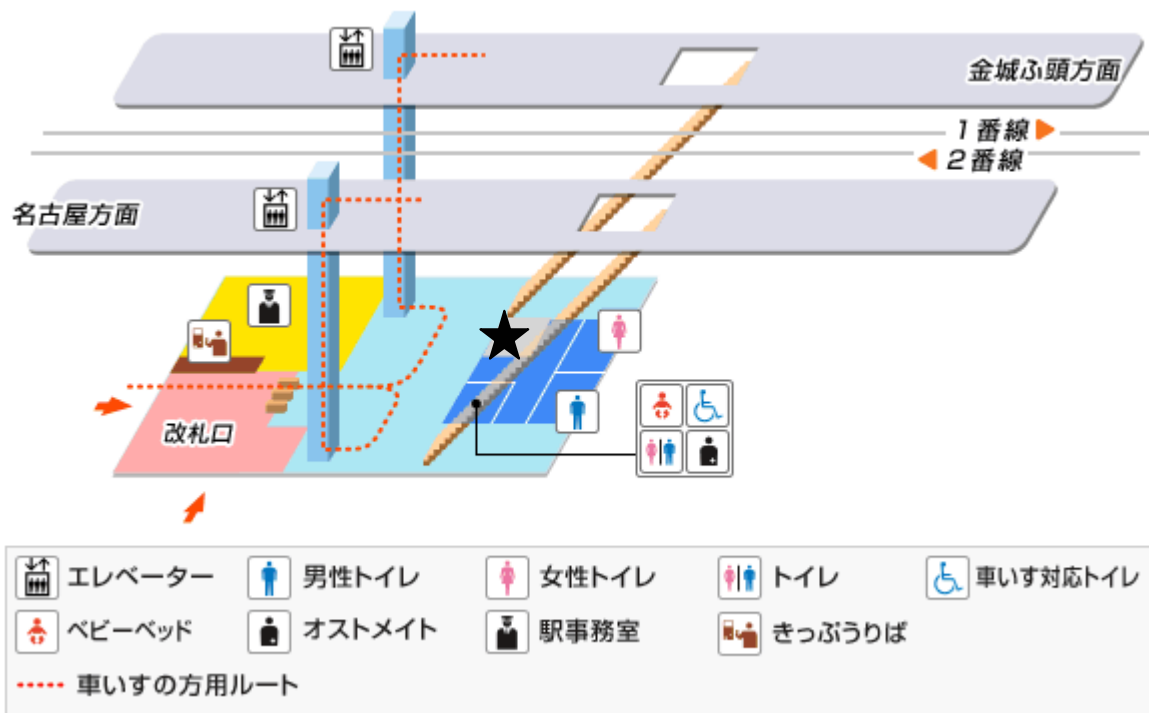 金城ふ頭方面
1番線
2番線
名古屋方面
改札口
エレベーター
男性トイレ
女性トイレ
トイレ
車いす対応トイレ
ベビーベッド
オストメイト
駅事務室
きっぷうりば
車いすの方用ルート